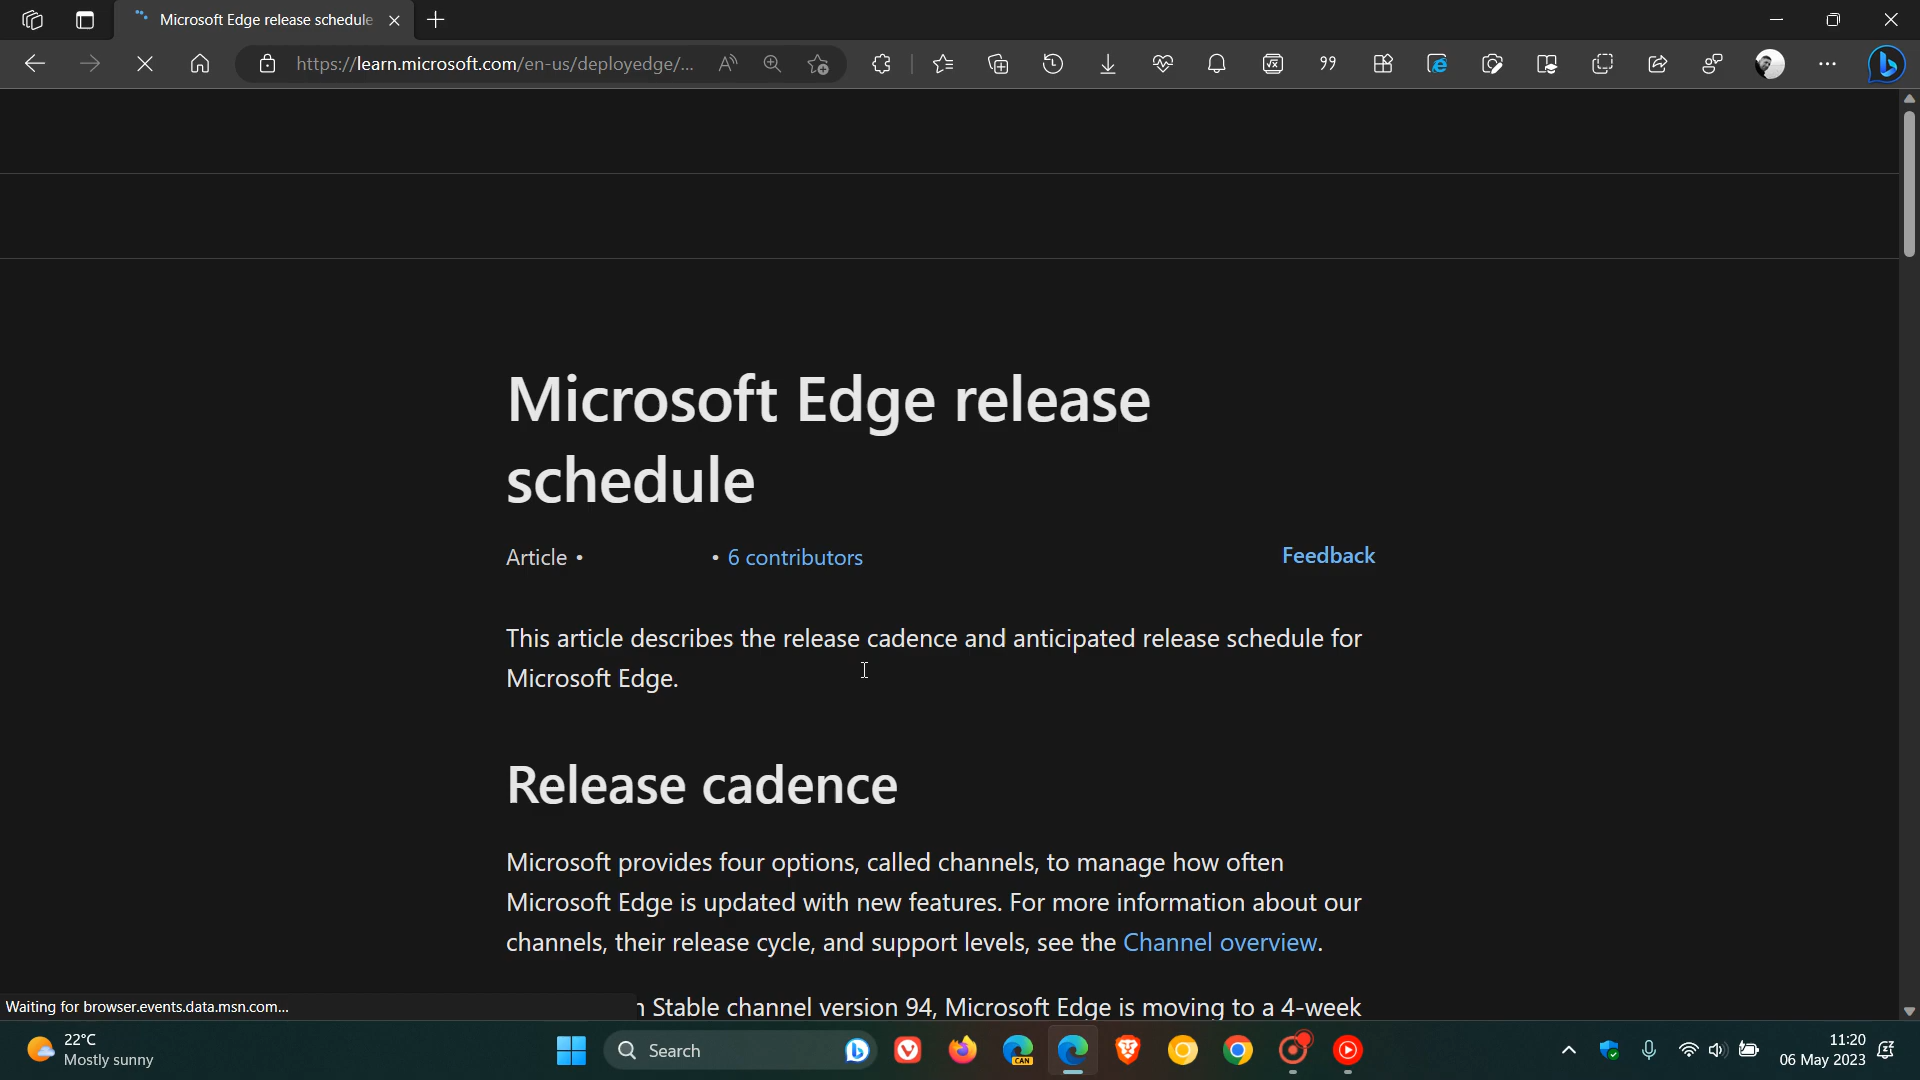 Microsoft Edge release schedule
https://learn.microsoft.com/en-us/deployedge/...
Microsoft Edge release
schedule
Article •
• 6 contributors
Feedback
This article describes the release cadence and anticipated release schedule for
Microsoft Edge.
Release cadence
Microsoft provides four options, called channels, to manage how often
Microsoft Edge is updated with new features. For more information about our
channels, their release cycle, and support levels, see the Channel overview.
Stable channel version 94, Microsoft Edge is moving to a 4-week
Waiting for browser.events.data.msn.com...
22°C
Mostly sunny
Search
CAN
11:20
06 May 2023